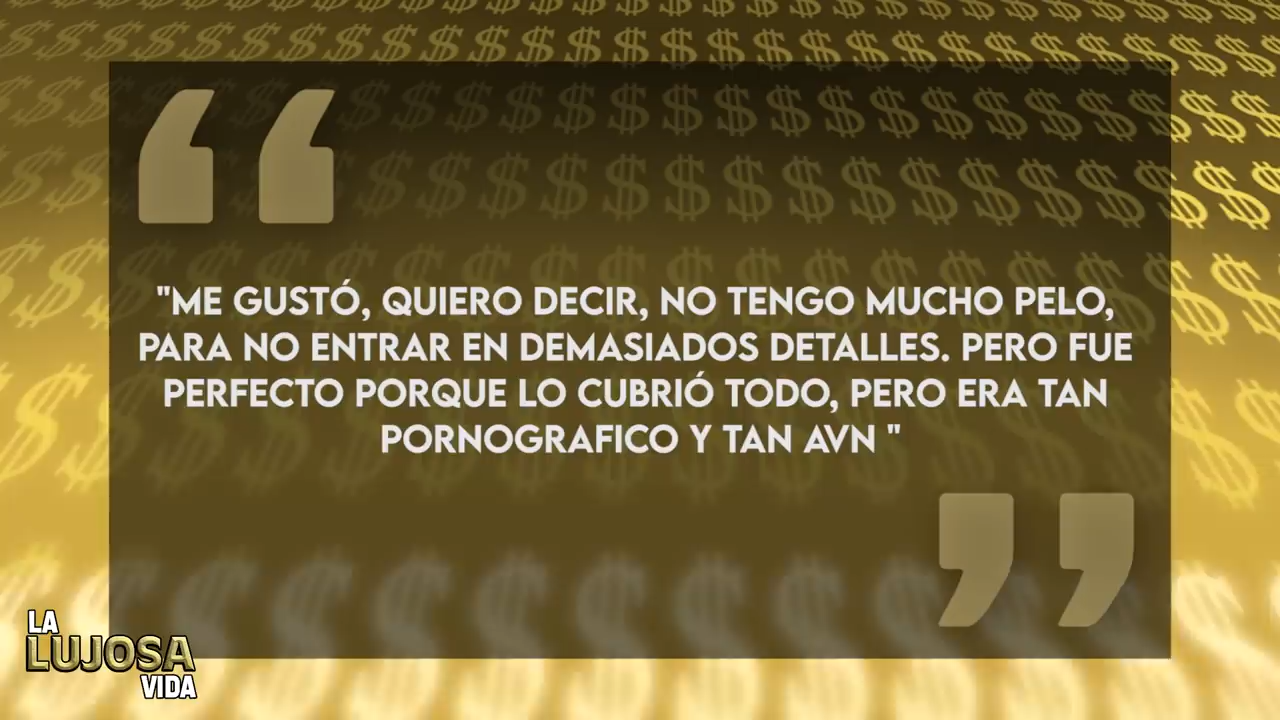 "ME GUSTÓ, QUIERO DECIR, NO TENGO MUCHO PELO,
PARA NO ENTRAR EN DEMASIADOS DETALLES. PERO FUE
PERFECTO PORQUE LO CUBRIÓ TODO, PERO ERA TAN
PORNOGRAFICO Y TAN AVN "
LA
LUJOSA
VIDA